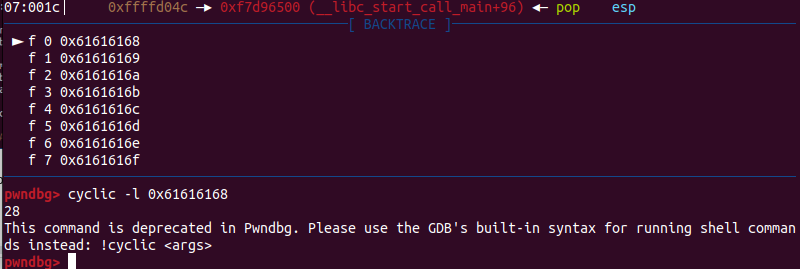 07:001c│ 0xffffd04c —▸ 0xf7d96500 (__libc_start_call_main+96) ◂— pop esp
[ BACKTRACE ]
► f 0 0x61616168
f 1 0x61616169
f 2 0x6161616a
f 3 0x6161616b
f 4 0x6161616c
f 5 0x6161616d
f 6 0x6161616e
f 7 0x6161616f
pwndbg> cyclic -l 0x61616168
28
This command is deprecated in Pwndbg. Please use the GDB's built-in syntax for running shell comman
ds instead: !cyclic <args>
pwndbg>